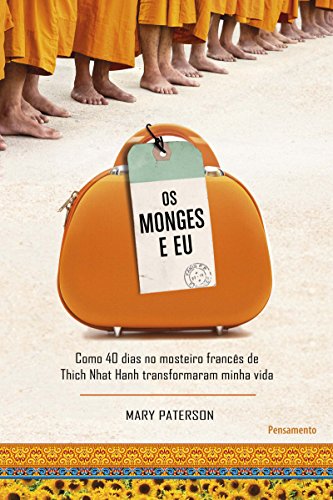 OS
MONGES
E EU
Como 40 dias no mosteiro francês de
Thich Nhat Hanh transformaram minha vida
MARY PATERSON
Pensamento